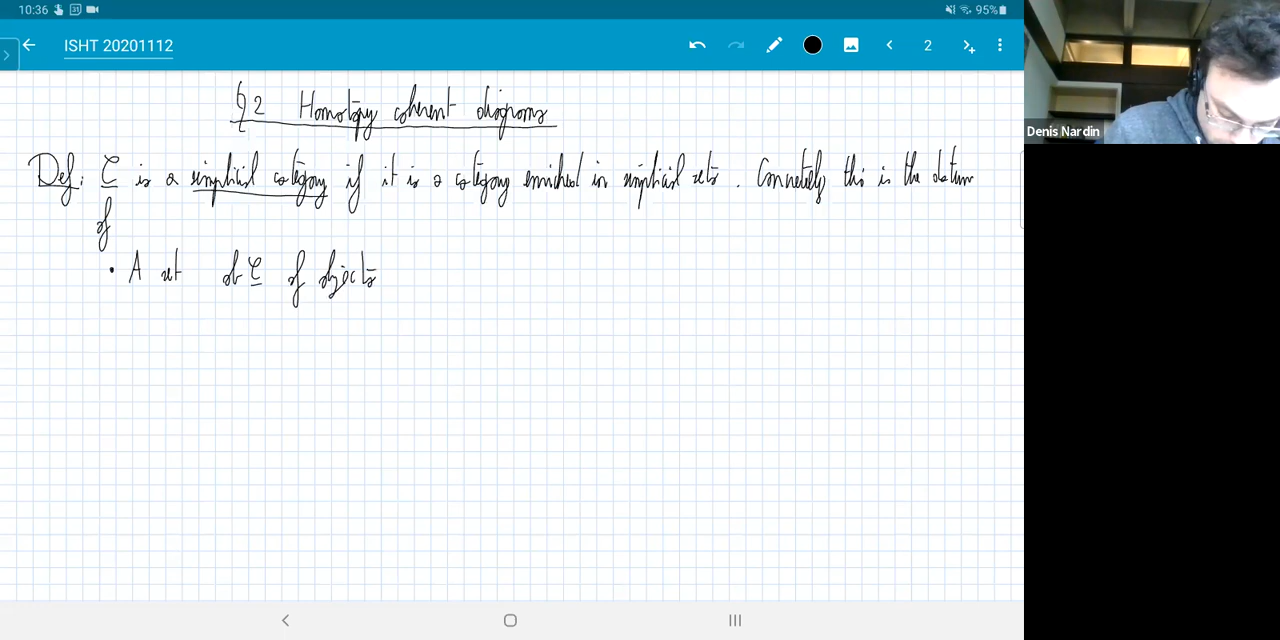 10:36
31
95%
ISHT 20201112
2
Denis Nardin
§2 Homotopy coherent diagrams
Def: C is a simplicial category if it is a category enriched in simplicial sets. Concretely this is the datum
of
• A set ob C of objects